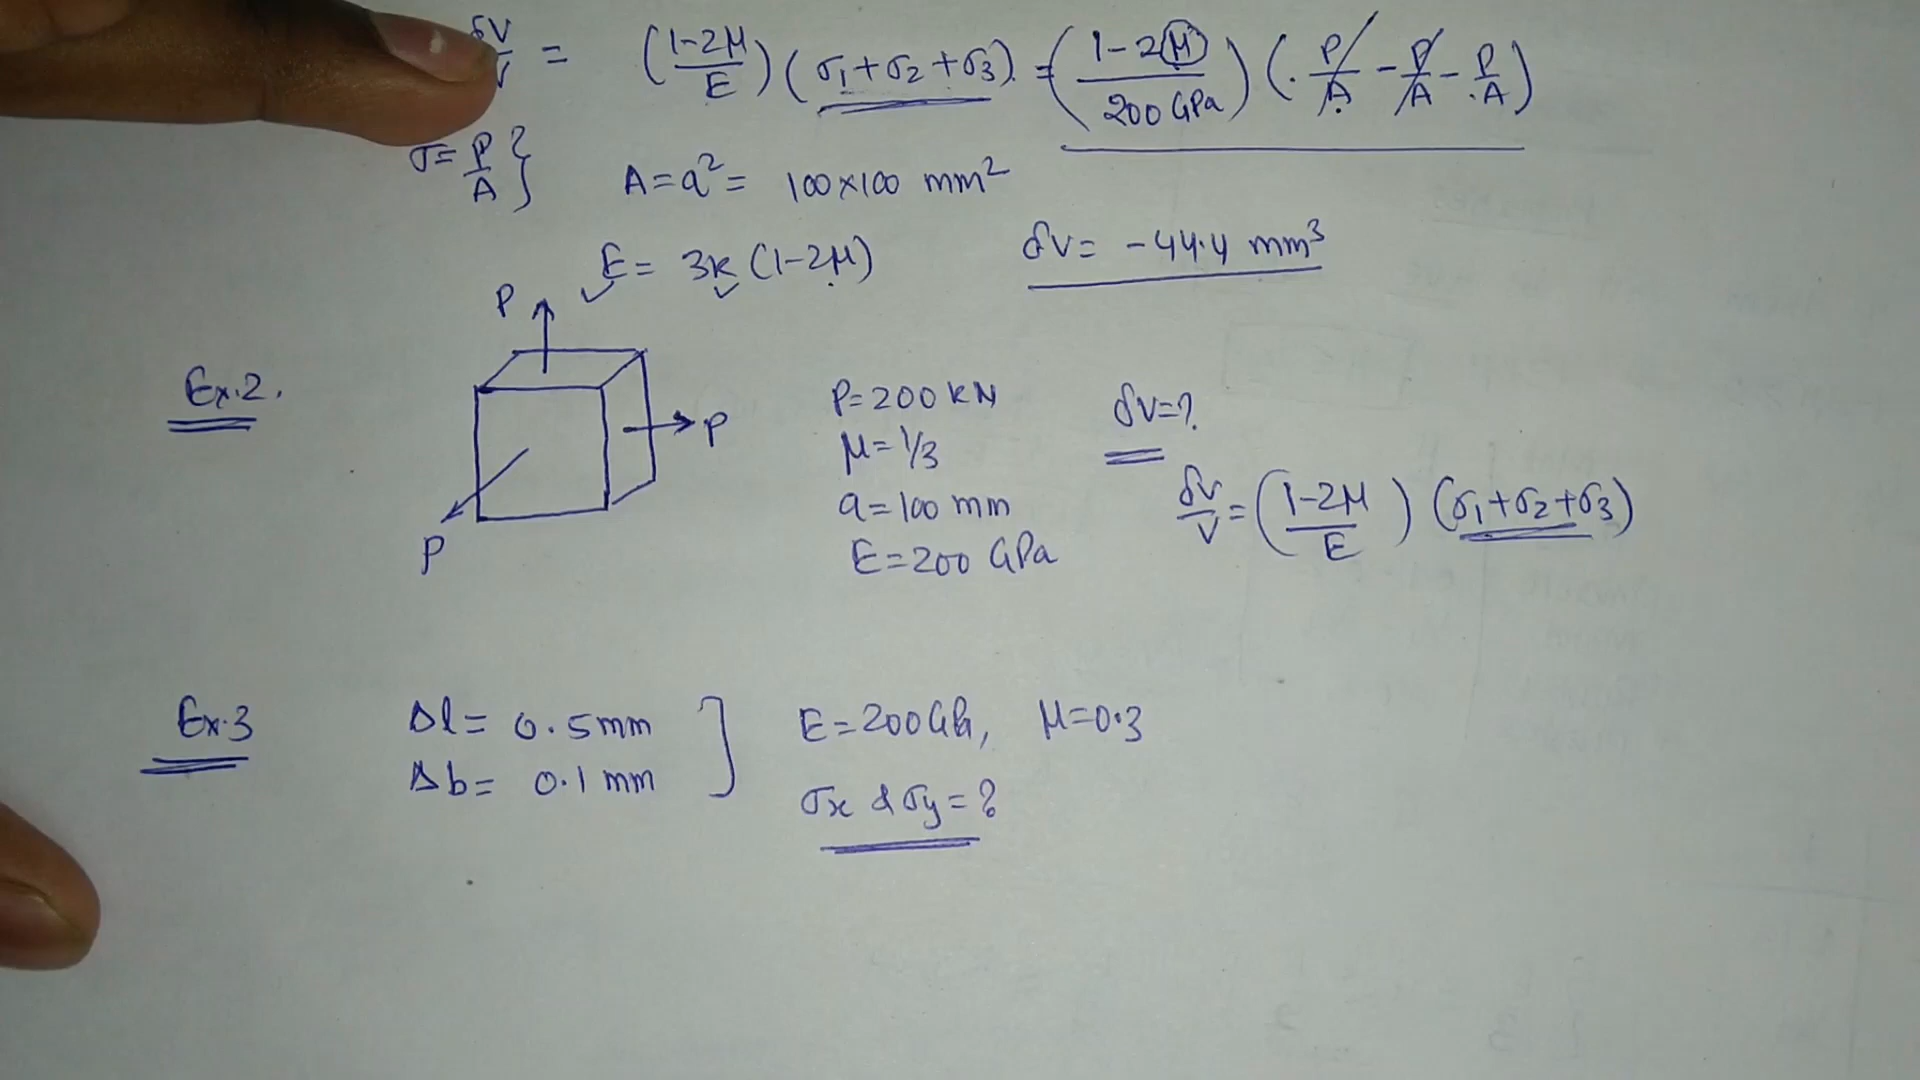 δV/V = (1-2μ/E) (σ1+σ2+σ3) = (1-2μ/200 GPa) (P/A - P/A - P/A)
σ = P/A } A = a² = 100×100 mm²
E = 3K (1-2μ) δV = -44.4 mm³
P
Ex.2.
P = 200 KN δV = ?
P
μ = 1/3
a = 100 mm δV/V = (1-2μ/E) (σ1+σ2+σ3)
P E = 200 GPa
Ex.3 Δl = 0.5mm ] E = 200 GPa, μ = 0.3
Δb = 0.1 mm σx & σy = ?